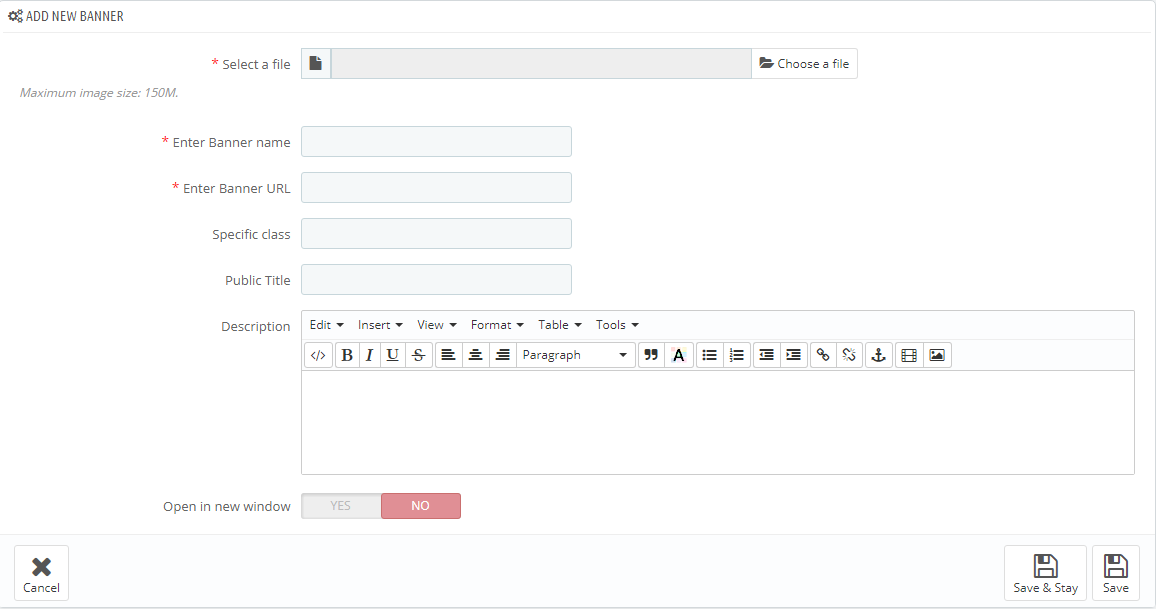 ADD NEW BANNER
* Select a file Choose a file
Maximum image size: 150M.
* Enter Banner name
* Enter Banner URL
Specific class
Public Title
Description Edit Insert View Format Table Tools
</> B I U S Paragraph A
Open in new window YES NO
Cancel Save & Stay Save